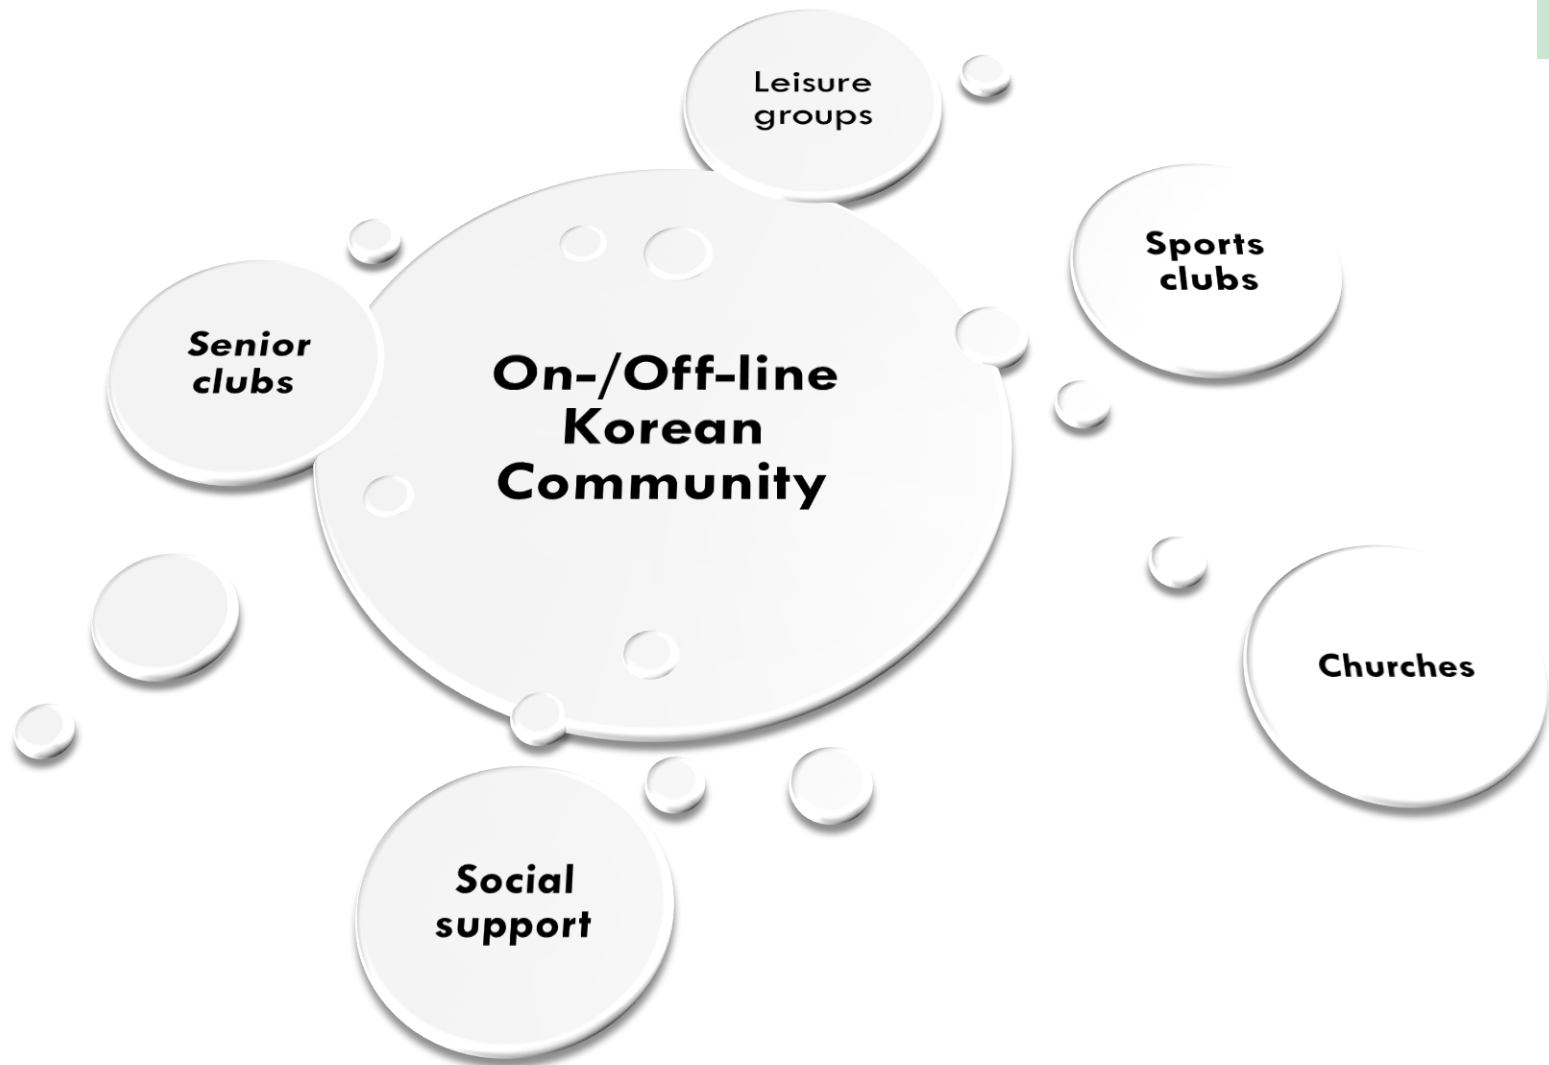 Leisure
groups
Sports
clubs
Senior
clubs
On-/Off-line
Korean
Community
Churches
Social
support